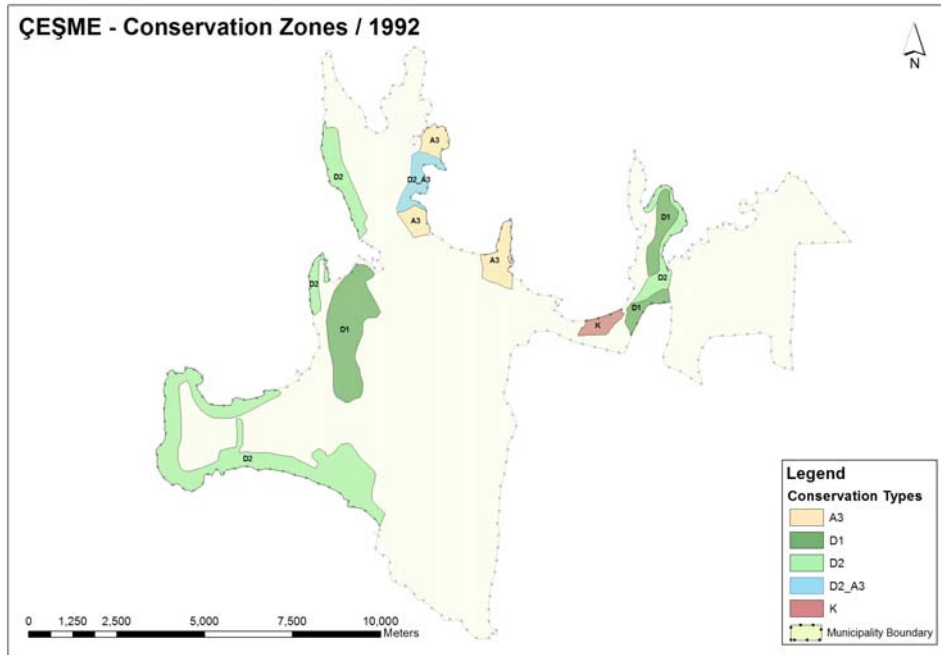 ÇEŞME - Conservation Zones / 1992
N
A3
D2
D2_A3
A3
D1
A3
D2
D2
D1
D1
K
D2
Legend
Conservation Types
A3
D1
D2
D2_A3
K
Municipality Boundary
0 1,250 2,500 5,000 7,500 10,000
Meters